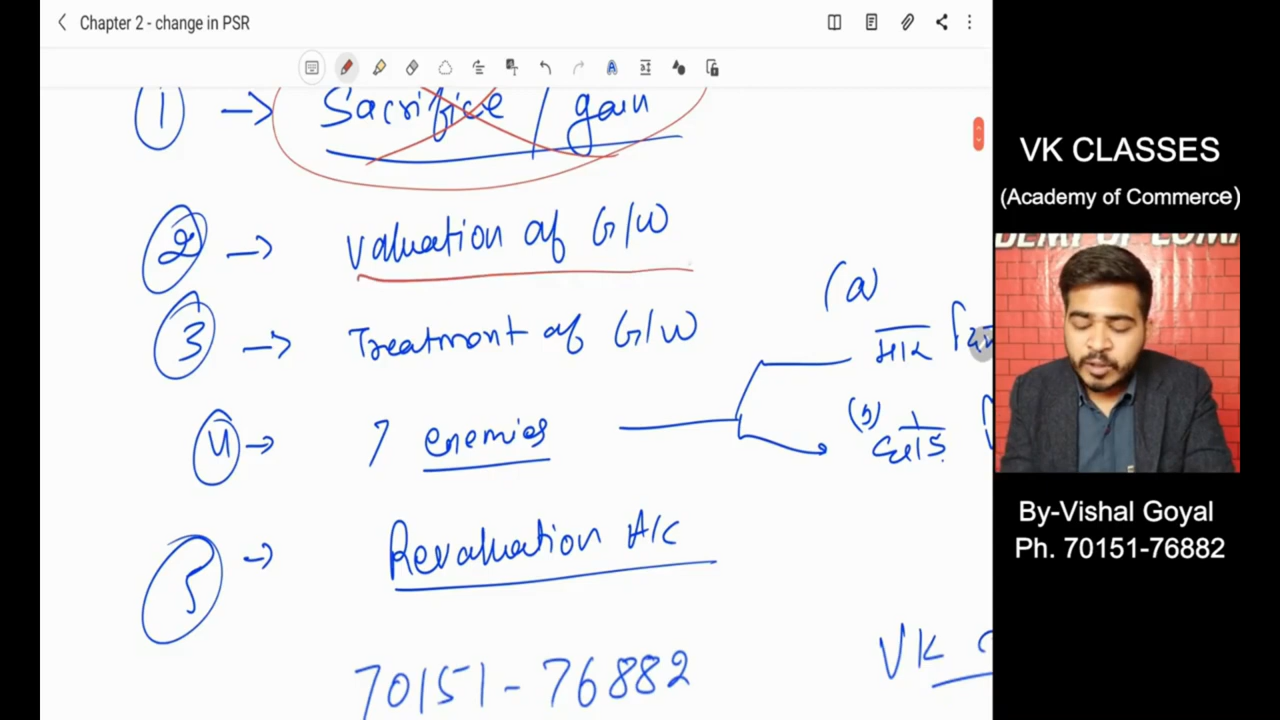 Chapter 2 - change in PSR
① → Sacrifice / gain
② → Valuation of G/W
③ → Treatment of G/W
(a)
④ → 7 enemies
(b)
⑤ → Revaluation A/c
70151-76882
VK
VK CLASSES
(Academy of Commerce)
By-Vishal Goyal
Ph. 70151-76882